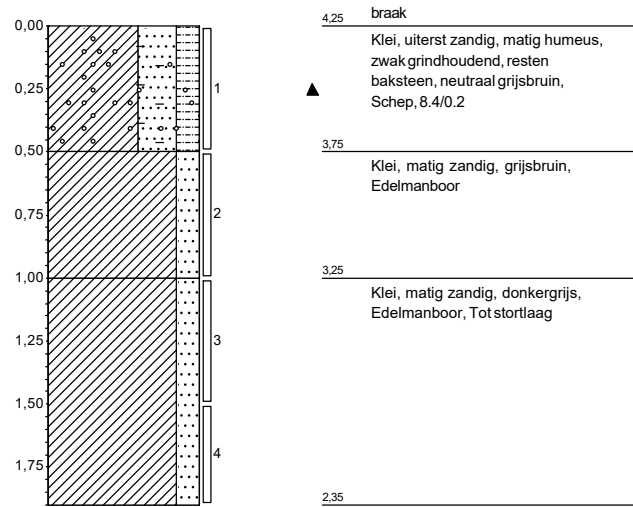 braak
0,00
4,25
Klei, uiterst zandig, matig humeus,
zwak grindhoudend, resten
baksteen, neutraal grijsbruin,
Schep, 8.4/0.2
0,25
1
0,50
3,75
Klei, matig zandig, grijsbruin,
Edelmanboor
0,75
2
1,00
3,25
Klei, matig zandig, donkergrijs,
Edelmanboor, Tot stortlaag
1,25
3
1,50
4
1,75
2,35